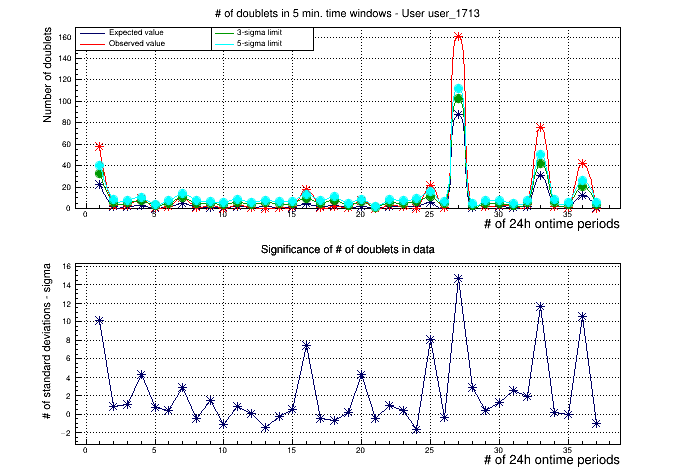 # of doublets in 5 min. time windows - User user_1713
Number of doublets
Expected value
Observed value
3-sigma limit
5-sigma limit
160
140
120
100
80
60
40
20
0
0 5 10 15 20 25 30 35
# of 24h ontime periods
Significance of # of doublets in data
# of standard deviations - sigma
16
14
12
10
8
6
4
2
0
−2
0 5 10 15 20 25 30 35
# of 24h ontime periods